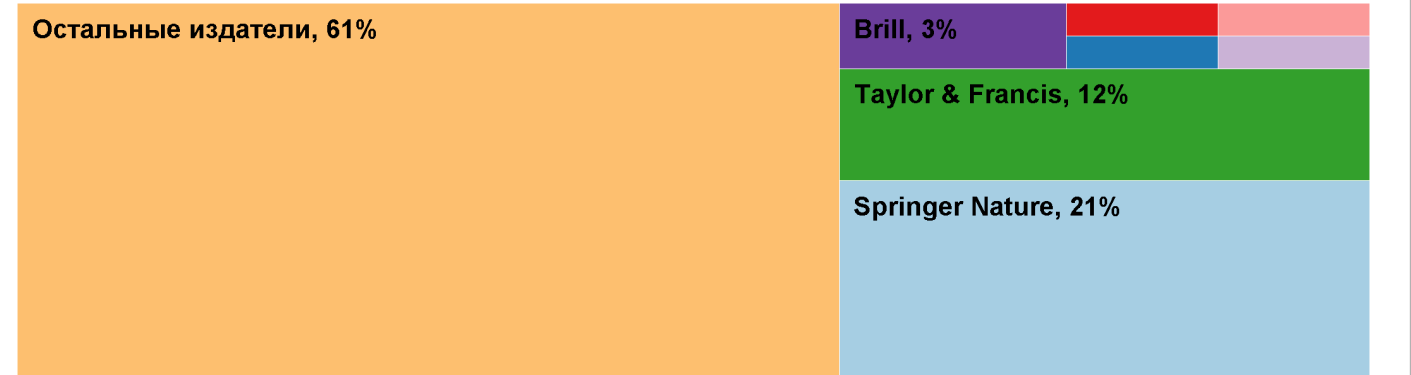 Остальные издатели, 61%
Brill, 3%
Taylor & Francis, 12%
Springer Nature, 21%